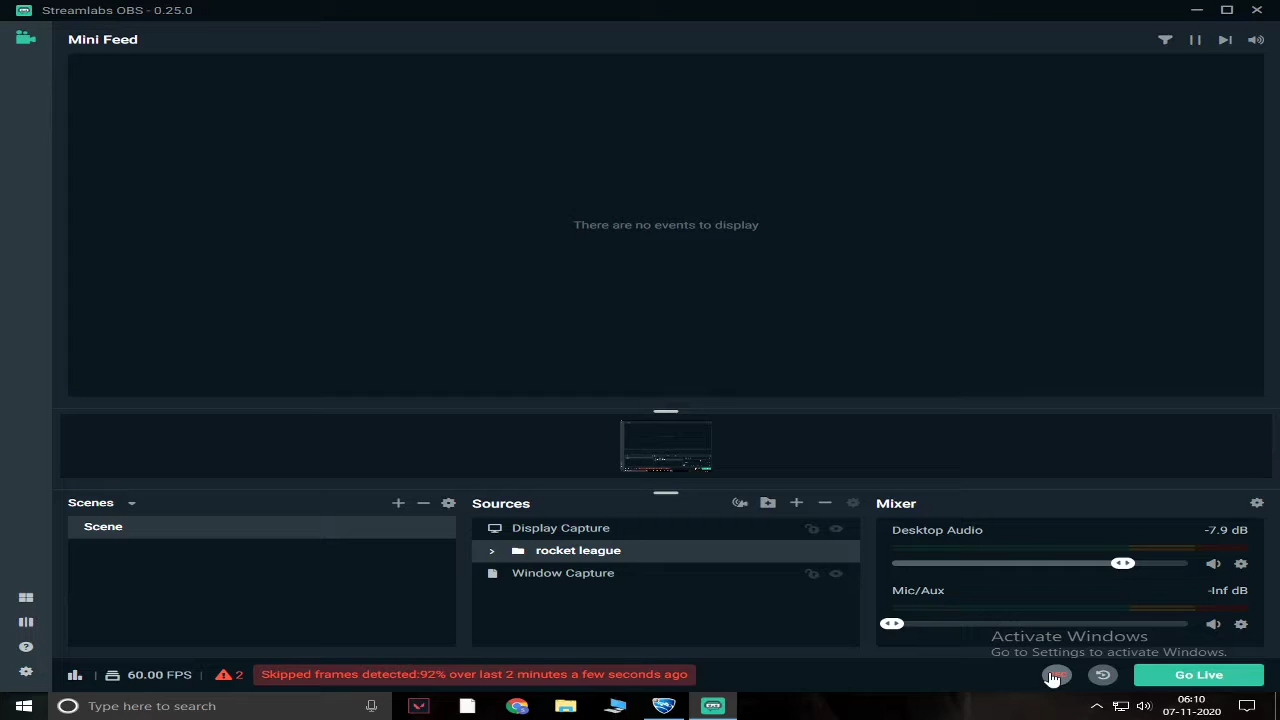 Streamlabs OBS - 0.25.0
Mini Feed
There are no events to display
Scenes
Scene
Sources
Display Capture
rocket league
Window Capture
Mixer
Desktop Audio
-7.9 dB
Mic/Aux
-Inf dB
Activate Windows
Go to Settings to activate Windows.
60.00 FPS
2
Skipped frames detected:92% over last 2 minutes a few seconds ago
Go Live
Type here to search
06:10
07-11-2020